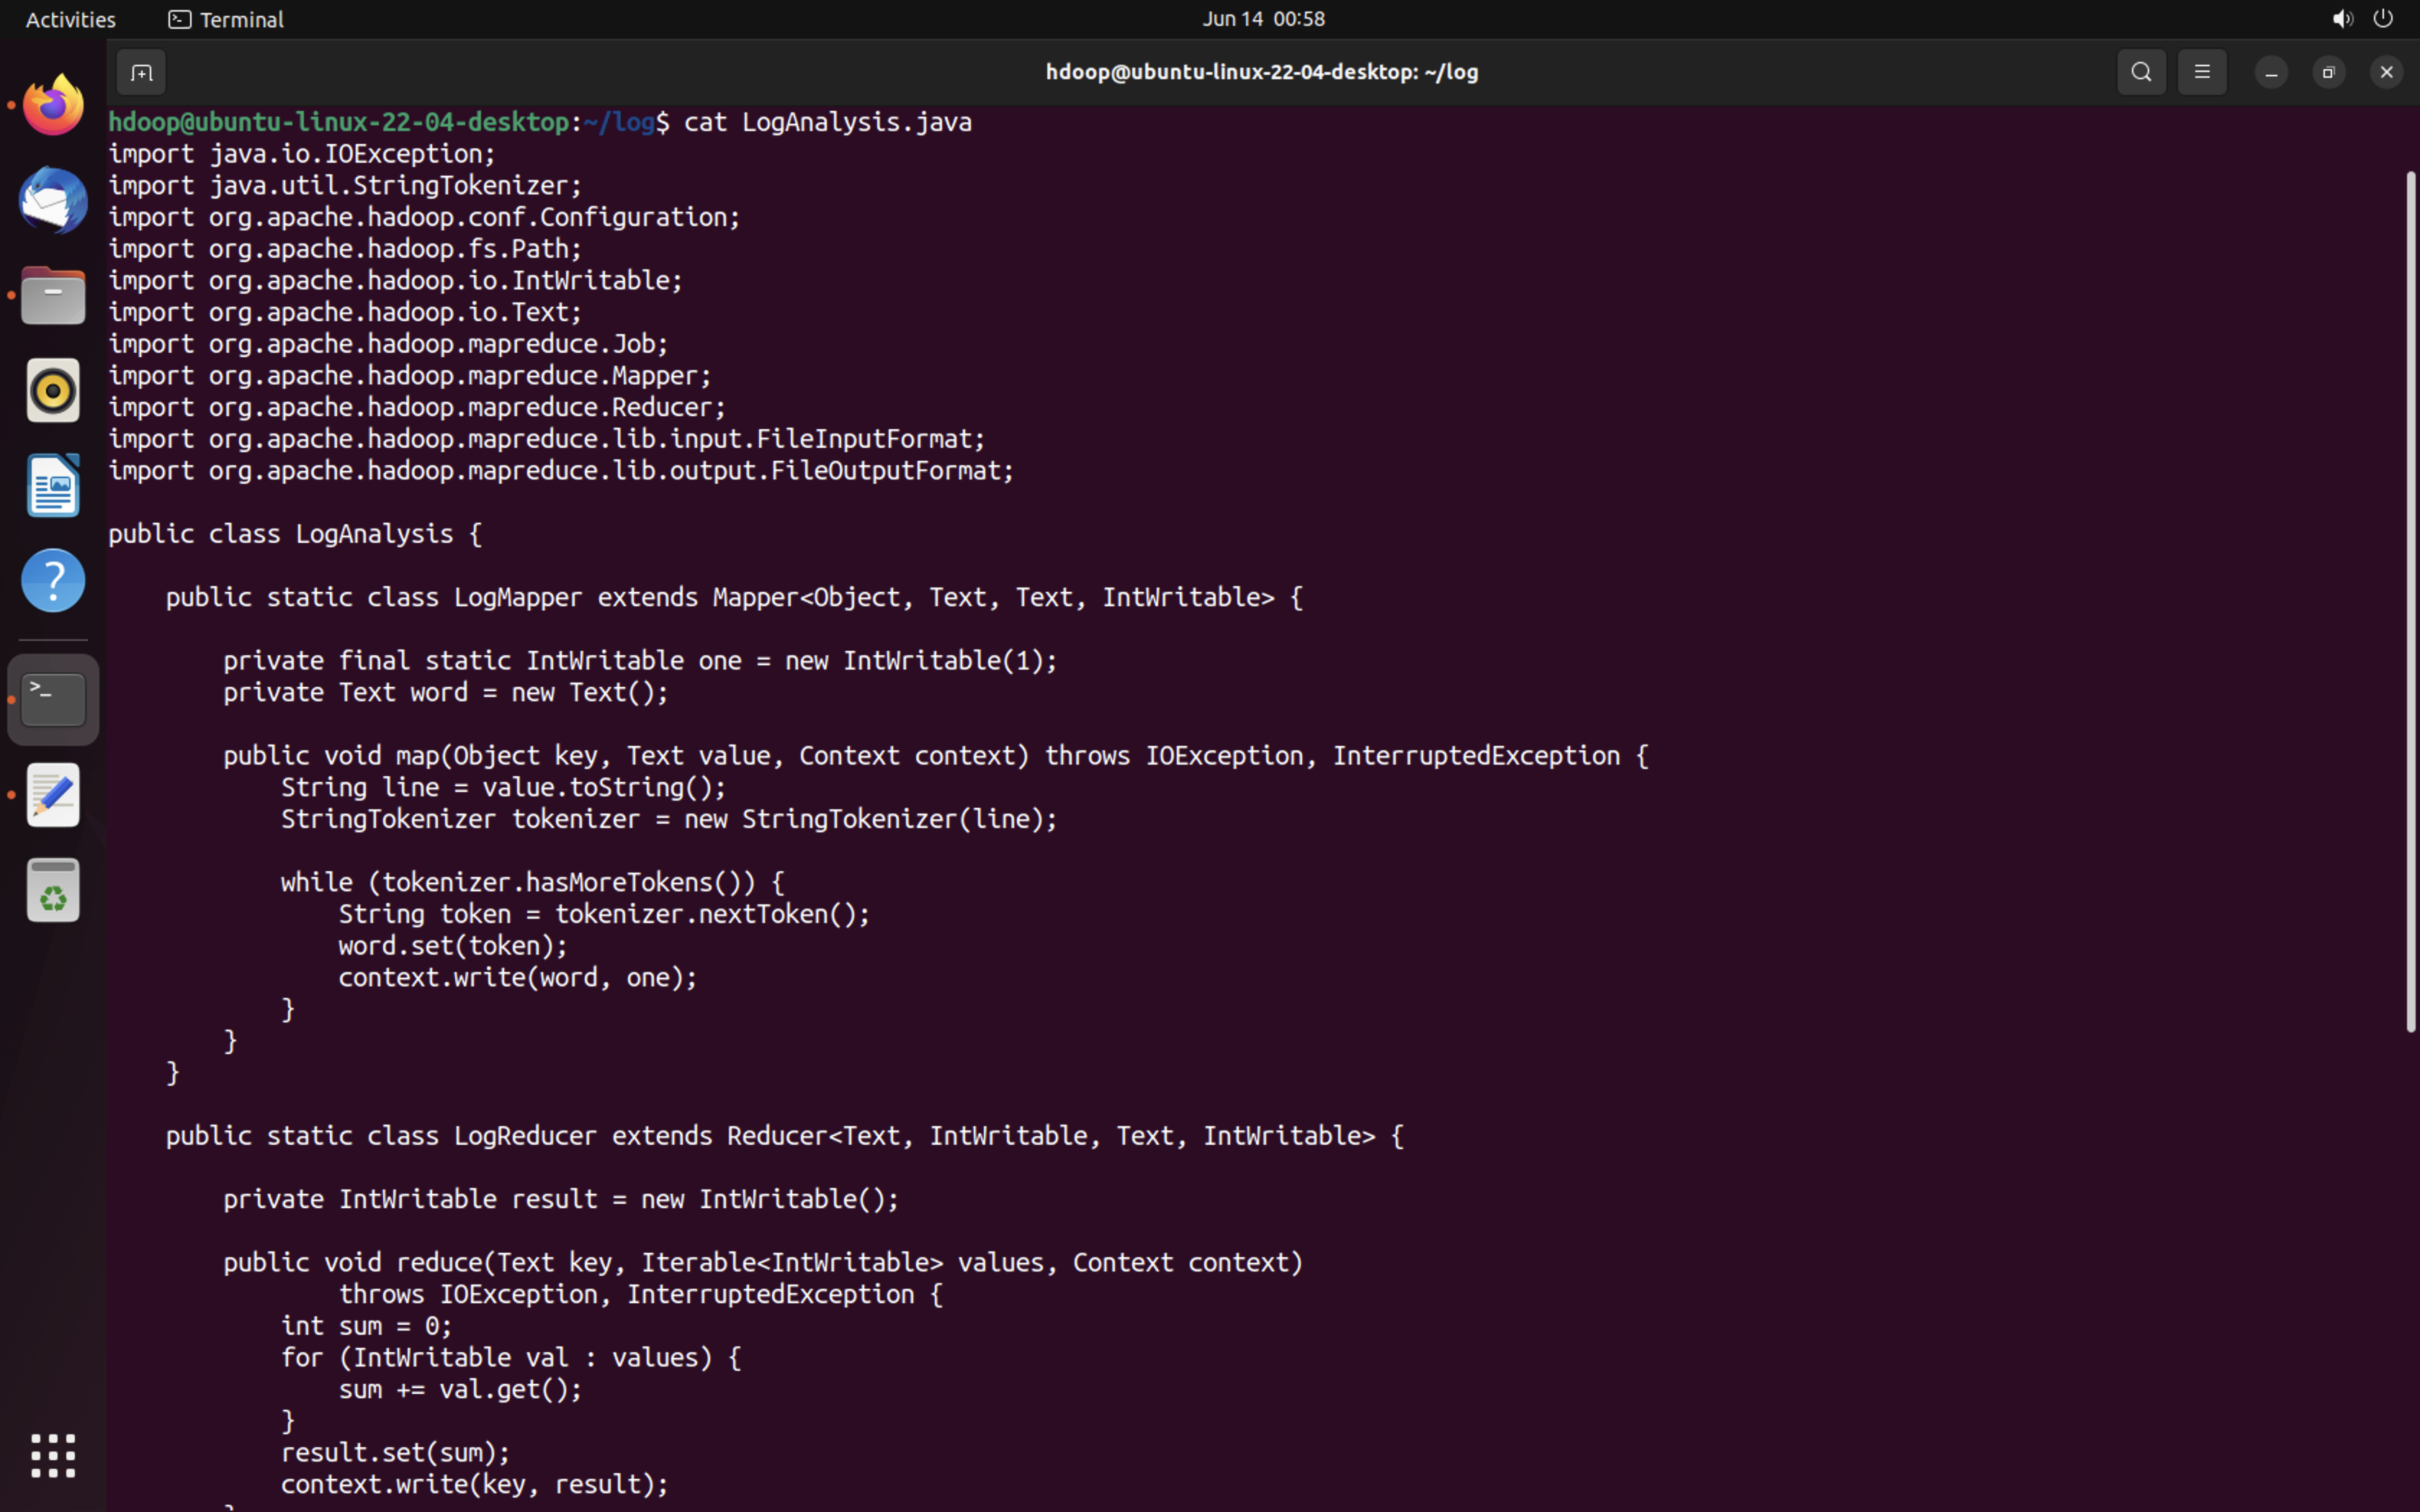 Activities Terminal Jun 14 00:58
hdoop@ubuntu-linux-22-04-desktop: ~/log
hdoop@ubuntu-linux-22-04-desktop:~/log$ cat LogAnalysis.java
import java.io.IOException;
import java.util.StringTokenizer;
import org.apache.hadoop.conf.Configuration;
import org.apache.hadoop.fs.Path;
import org.apache.hadoop.io.IntWritable;
import org.apache.hadoop.io.Text;
import org.apache.hadoop.mapreduce.Job;
import org.apache.hadoop.mapreduce.Mapper;
import org.apache.hadoop.mapreduce.Reducer;
import org.apache.hadoop.mapreduce.lib.input.FileInputFormat;
import org.apache.hadoop.mapreduce.lib.output.FileOutputFormat;

public class LogAnalysis {

    public static class LogMapper extends Mapper<Object, Text, Text, IntWritable> {

        private final static IntWritable one = new IntWritable(1);
        private Text word = new Text();

        public void map(Object key, Text value, Context context) throws IOException, InterruptedException {
            String line = value.toString();
            StringTokenizer tokenizer = new StringTokenizer(line);

            while (tokenizer.hasMoreTokens()) {
                String token = tokenizer.nextToken();
                word.set(token);
                context.write(word, one);
            }
        }
    }

    public static class LogReducer extends Reducer<Text, IntWritable, Text, IntWritable> {

        private IntWritable result = new IntWritable();

        public void reduce(Text key, Iterable<IntWritable> values, Context context)
                throws IOException, InterruptedException {
            int sum = 0;
            for (IntWritable val : values) {
                sum += val.get();
            }
            result.set(sum);
            context.write(key, result);
        }